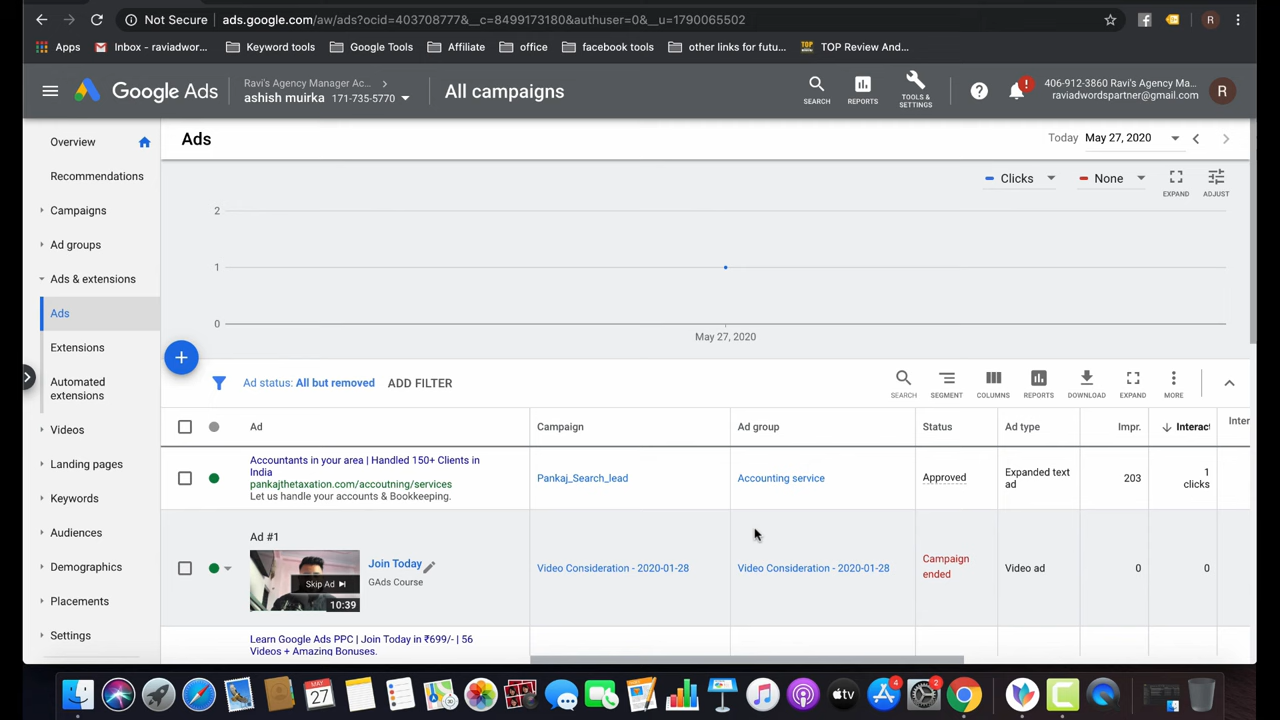 Not Secure
ads.google.com/aw/ads?ocid=403708777&__c=8499173180&authuser=0&__u=1790065502
R
Apps
Inbox - raviadwor...
Keyword tools
Google Tools
Affiliate
office
facebook tools
other links for futu...
TOP Review And...
Google Ads
Ravi's Agency Manager Ac...
ashish muirka 171-735-5770
All campaigns
SEARCH
REPORTS
TOOLS &
SETTINGS
?
!
406-912-3860 Ravi's Agency Ma...
raviadwordspartner@gmail.com
R
Overview
Recommendations
Campaigns
Ad groups
Ads & extensions
Ads
Extensions
Automated
extensions
Videos
Landing pages
Keywords
Audiences
Demographics
Placements
Settings
Ads
Today May 27, 2020
Clicks
None
EXPAND
ADJUST
2
1
0
May 27, 2020
Ad status: All but removed ADD FILTER
SEARCH
SEGMENT
COLUMNS
REPORTS
DOWNLOAD
EXPAND
MORE
Ad Campaign Ad group Status Ad type Impr. Interact Inter
Accountants in your area | Handled 150+ Clients in
India
pankajthetaxation.com/accoutning/services
Let us handle your accounts & Bookkeeping.
Pankaj_Search_lead
Accounting service
Approved
Expanded text
ad
203
1
clicks
Ad #1
Skip Ad
10:39
Join Today
GAds Course
Video Consideration - 2020-01-28
Video Consideration - 2020-01-28
Campaign
ended
Video ad
0
0
Learn Google Ads PPC | Join Today in ₹699/- | 56
Videos + Amazing Bonuses.
MAY
27
4
2